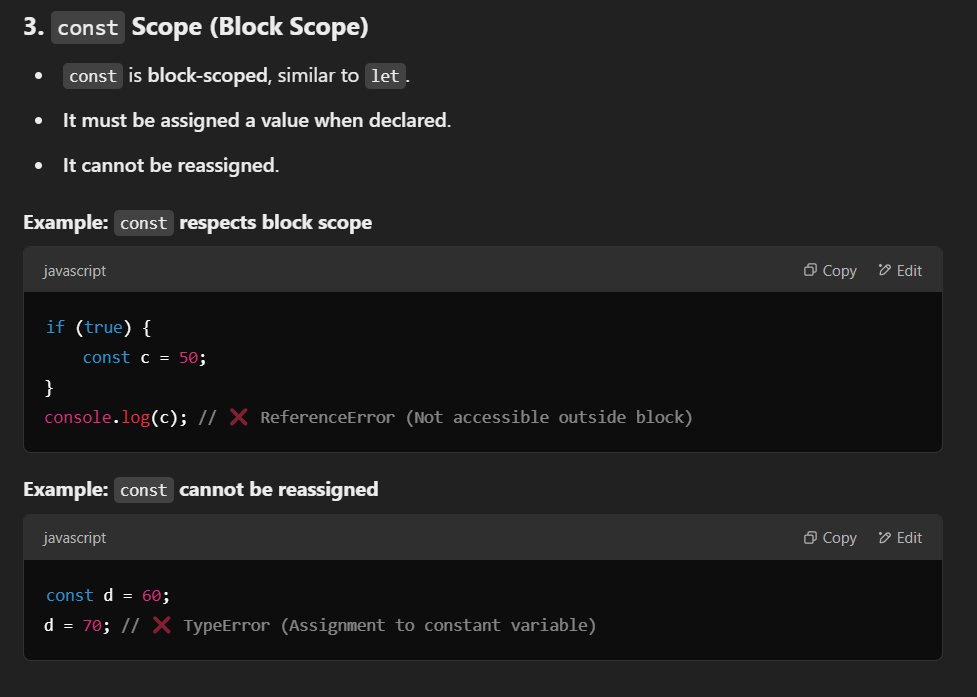 3. const Scope (Block Scope)
• const is block-scoped, similar to let.
• It must be assigned a value when declared.
• It cannot be reassigned.
Example: const respects block scope
javascript Copy Edit
if (true) {
    const c = 50;
}
console.log(c); // ❌ ReferenceError (Not accessible outside block)
Example: const cannot be reassigned
javascript Copy Edit
const d = 60;
d = 70; // ❌ TypeError (Assignment to constant variable)